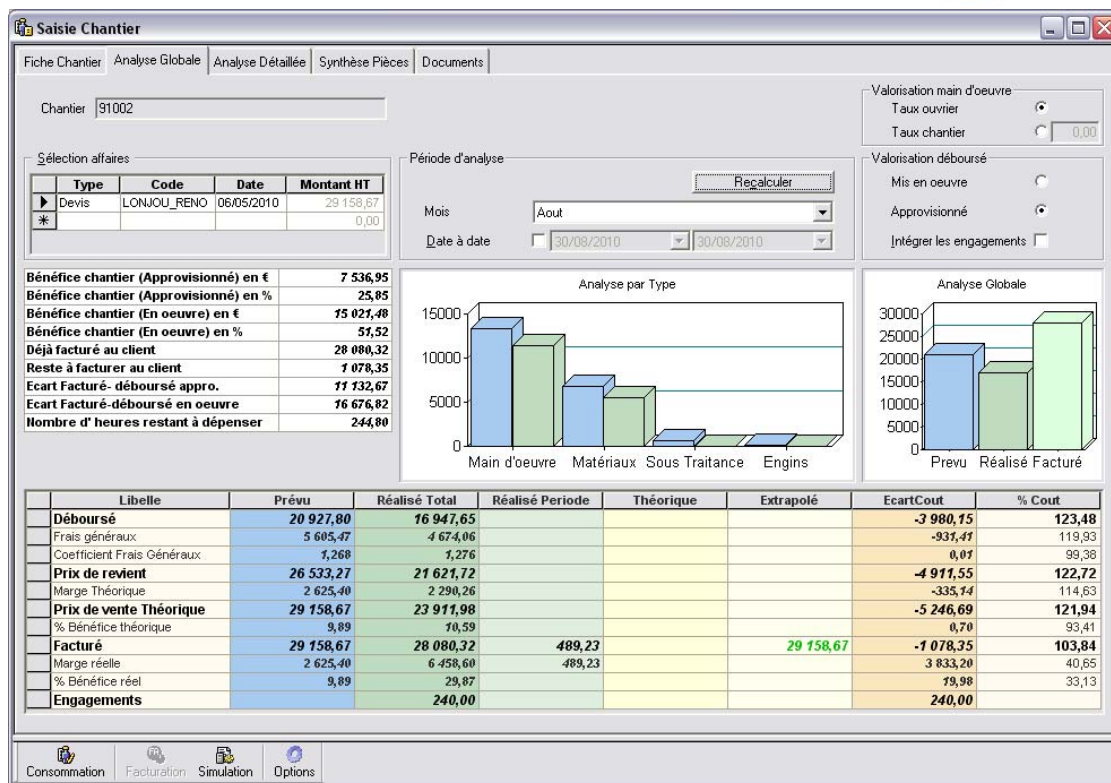 Saisie Chantier
Fiche Chantier Analyse Globale Analyse Détaillée Synthèse Pièces Documents
Chantier 91002
Valorisation main d'oeuvre
Taux ouvrier
Taux chantier 0,00
Sélection affaires
Type Code Date Montant HT
Devis LONJOU_RENO 06/05/2010 29 158,67
0,00
Période d'analyse
Recalculer
Mois Aout
Date à date 30/08/2010 30/08/2010
Valorisation déboursé
Mis en oeuvre
Approvisionné
Intégrer les engagements
Bénéfice chantier (Approvisionné) en € 7 536,95
Bénéfice chantier (Approvisionné) en % 25,85
Bénéfice chantier (En oeuvre) en € 15 021,48
Bénéfice chantier (En oeuvre) en % 51,52
Déjà facturé au client 28 080,32
Reste à facturer au client 1 078,35
Ecart Facturé- déboursé appro. 11 132,67
Ecart Facturé-déboursé en oeuvre 16 676,82
Nombre d' heures restant à dépenser 244,80
Analyse par Type
15000
10000
5000
0
Main d'oeuvre Matériaux Sous Traitance Engins
Analyse Globale
30000
25000
20000
15000
10000
5000
0
Prevu Réalisé Facturé
Libelle Prévu Réalisé Total Réalisé Periode Théorique Extrapolé EcartCout % Cout
Déboursé 20 927,80 16 947,65 -3 980,15 123,48
Frais généraux 5 605,47 4 674,06 -931,41 119,93
Coefficient Frais Généraux 1,268 1,276 0,01 99,38
Prix de revient 26 533,27 21 621,72 -4 911,55 122,72
Marge Théorique 2 625,40 2 290,26 -335,14 114,63
Prix de vente Théorique 29 158,67 23 911,98 -5 246,69 121,94
% Bénéfice théorique 9,89 10,59 0,70 93,41
Facturé 29 158,67 28 080,32 489,23 29 158,67 -1 078,35 103,84
Marge réelle 2 625,40 6 458,60 489,23 3 833,20 40,65
% Bénéfice réel 9,89 29,87 19,98 33,13
Engagements 240,00 240,00
Consommation Facturation Simulation Options